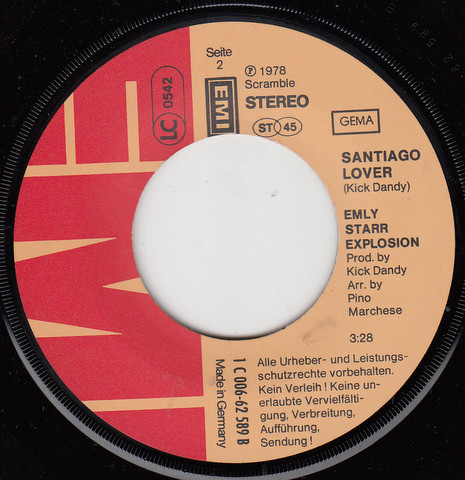 Seite
2
℗ 1978
Scramble
STEREO
LC 0542
EMI
ST 45
GEMA
SANTIAGO
LOVER
(Kick Dandy)
EMLY
STARR
EXPLOSION
Prod. by
Kick Dandy
Arr. by
Pino
Marchese
3:28
Alle Urheber- und Leistungs-
schutzrechte vorbehalten.
Kein Verleih! Keine un-
erlaubte Vervielfälti-
gung, Verbreitung,
Aufführung,
Sendung!
1 C 006-62 589 B
Made in Germany
EMI